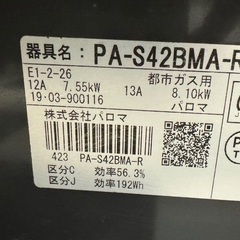 器具名: PA-S42BMA-R
E1-2-26 都市ガス用
12A 7.55kW 13A 8.10kW
19・03-900116 パロマ
株式会社パロマ
423 PA-S42BMA-R
区分C 効率56.3%
区分J 効率192Wh